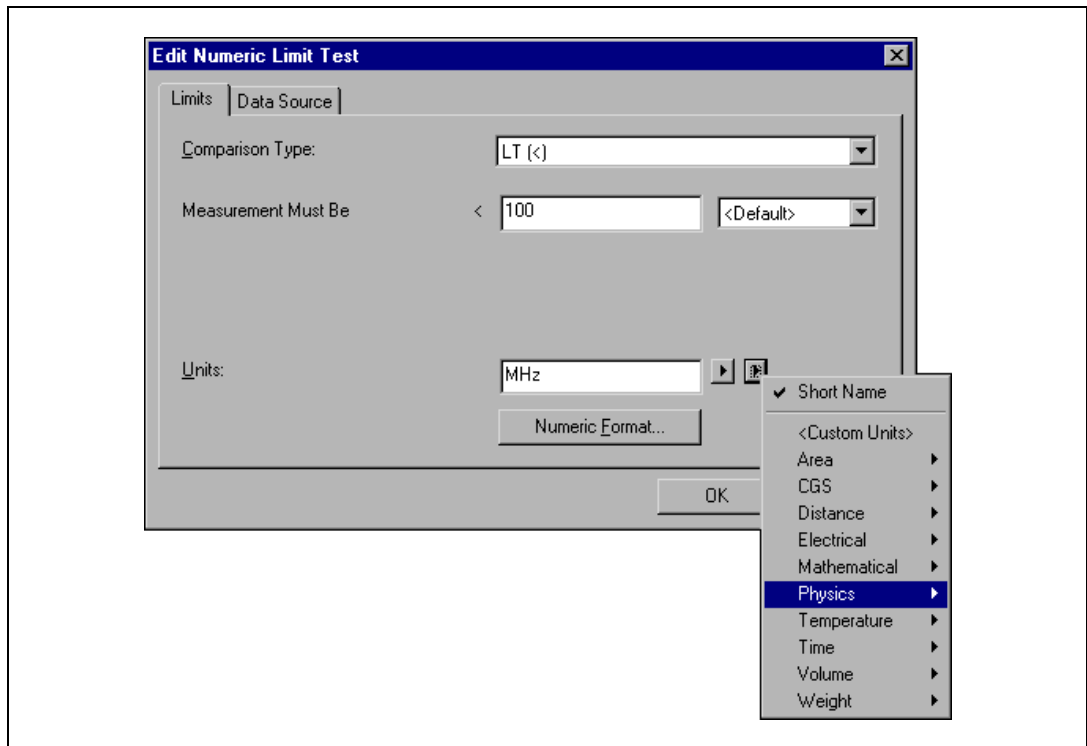 Edit Numeric Limit Test
Limits
Data Source
Comparison Type:
LT (<)
Measurement Must Be
<
100
<Default>
Units:
MHz
Numeric Format...
OK
Short Name
<Custom Units>
Area
CGS
Distance
Electrical
Mathematical
Physics
Temperature
Time
Volume
Weight